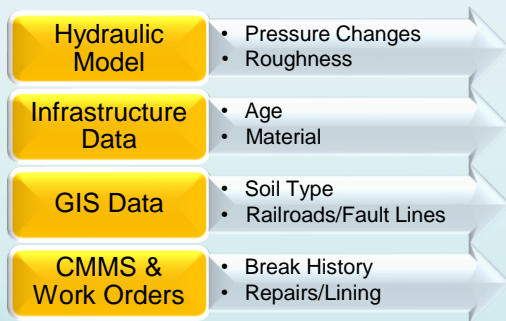 Hydraulic
Model
• Pressure Changes
• Roughness
Infrastructure
Data
• Age
• Material
GIS Data
• Soil Type
• Railroads/Fault Lines
CMMS &
Work Orders
• Break History
• Repairs/Lining